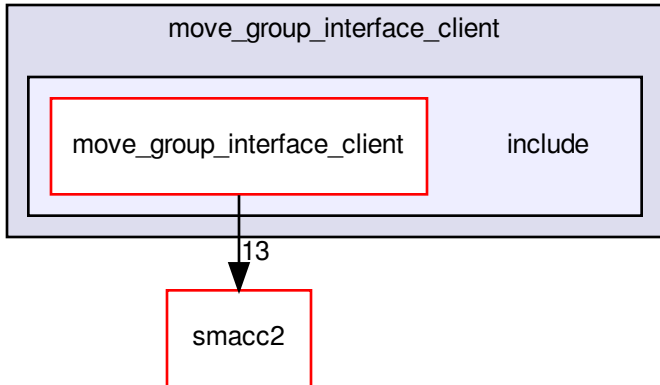 move_group_interface_client
move_group_interface_client
include
13
smacc2